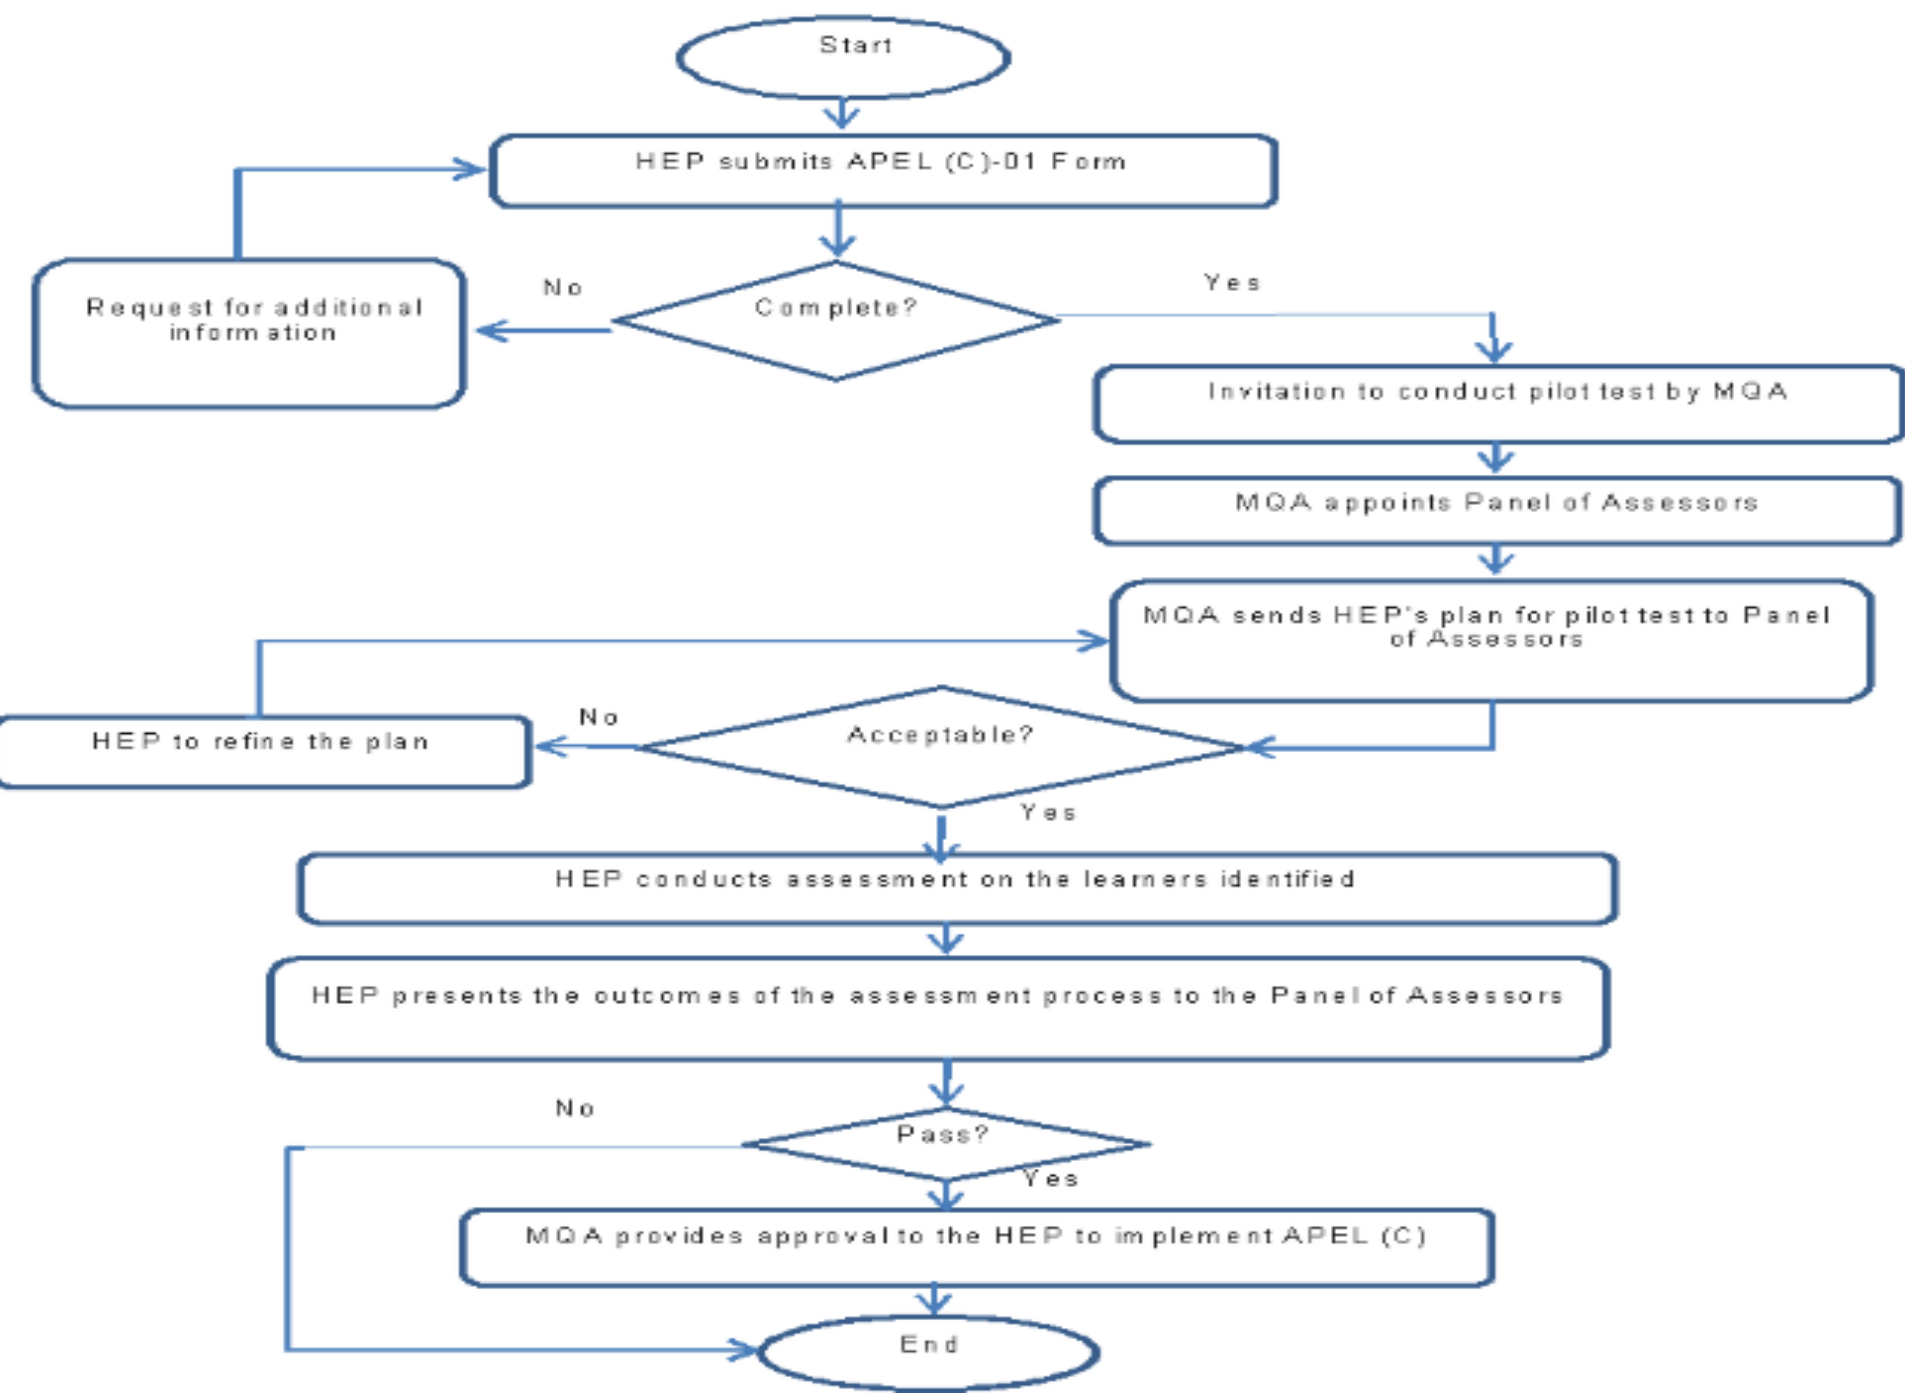 Start
HEP submits APEL (C)-01 Form
No
Yes
Complete?
Request for additional
information
Invitation to conduct pilot test by MQA
MQA appoints Panel of Assessors
MQA sends HEP's plan for pilot test to Panel
of Assessors
No
Acceptable?
HEP to refine the plan
Yes
HEP conducts assessment on the learners identified
HEP presents the outcomes of the assessment process to the Panel of Assessors
No
Pass?
Yes
MQA provides approval to the HEP to implement APEL (C)
End